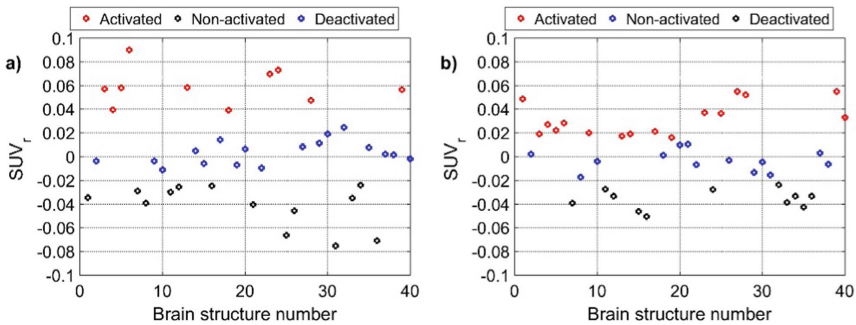 Activated Non-activated Deactivated
a)
0.1
0.08
0.06
0.04
0.02
0
-0.02
-0.04
-0.06
-0.08
-0.1
SUVr
0 10 20 30 40
Brain structure number
Activated Non-activated Deactivated
b)
0.1
0.08
0.06
0.04
0.02
0
-0.02
-0.04
-0.06
-0.08
-0.1
SUVr
0 10 20 30 40
Brain structure number